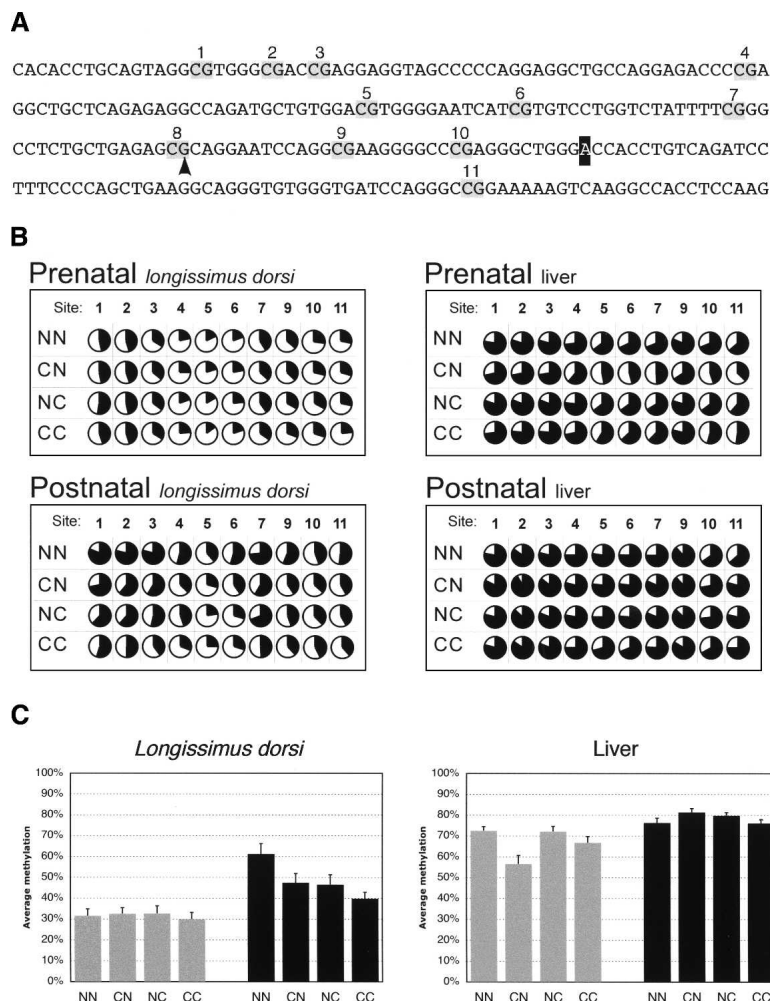 A
1 2 3 4
CACACCTGCAGTAGGCGTGGGCGACCGAGGAGGTAGCCCCCAGGAGGCTGCCAGGAGACCCCGA
5 6 7
GGCTGCTCAGAGAGGCCAGATGCTGTGGACGTGGGGAATCATCGTGTCCTGGTCTATTTTCGGG
8 9 10
CCTCTGCTGAGAGCGCAGGAATCCAGGCGAAGGGGCCCGAGGGCTGGGACCACCTGTCAGATCC
11
TTTCCCCAGCTGAAGGCAGGGTGGGTGATCCAGGGCCGGAAAAAGTCAAGGCCACCTCCAAG
B
Prenatal longissimus dorsi
Site: 1 2 3 4 5 6 7 9 10 11
NN
CN
NC
CC
Prenatal liver
Site: 1 2 3 4 5 6 7 9 10 11
NN
CN
NC
CC
Postnatal longissimus dorsi
Site: 1 2 3 4 5 6 7 9 10 11
NN
CN
NC
CC
Postnatal liver
Site: 1 2 3 4 5 6 7 9 10 11
NN
CN
NC
CC
C
Longissimus dorsi
Average methylation
100%
90%
80%
70%
60%
50%
40%
30%
20%
10%
0%
NN CN NC CC NN CN NC CC
Liver
Average methylation
100%
90%
80%
70%
60%
50%
40%
30%
20%
10%
0%
NN CN NC CC NN CN NC CC